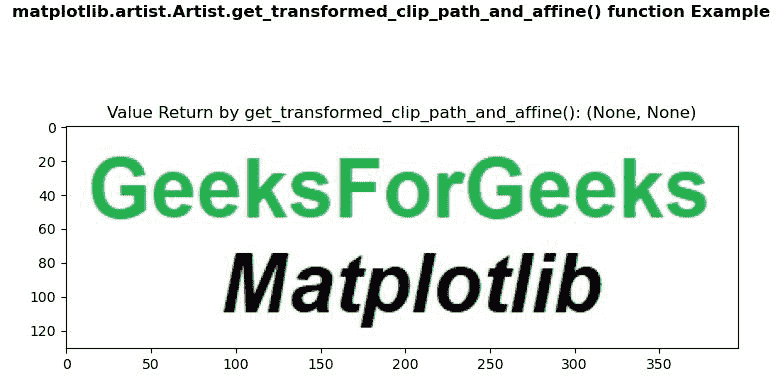 matplotlib.artist.Artist.get_transformed_clip_path_and_affine() function Example
Value Return by get_transformed_clip_path_and_affine(): (None, None)
0
20
40
60
80
100
120
GeeksForGeeks
Matplotlib
0 50 100 150 200 250 300 350